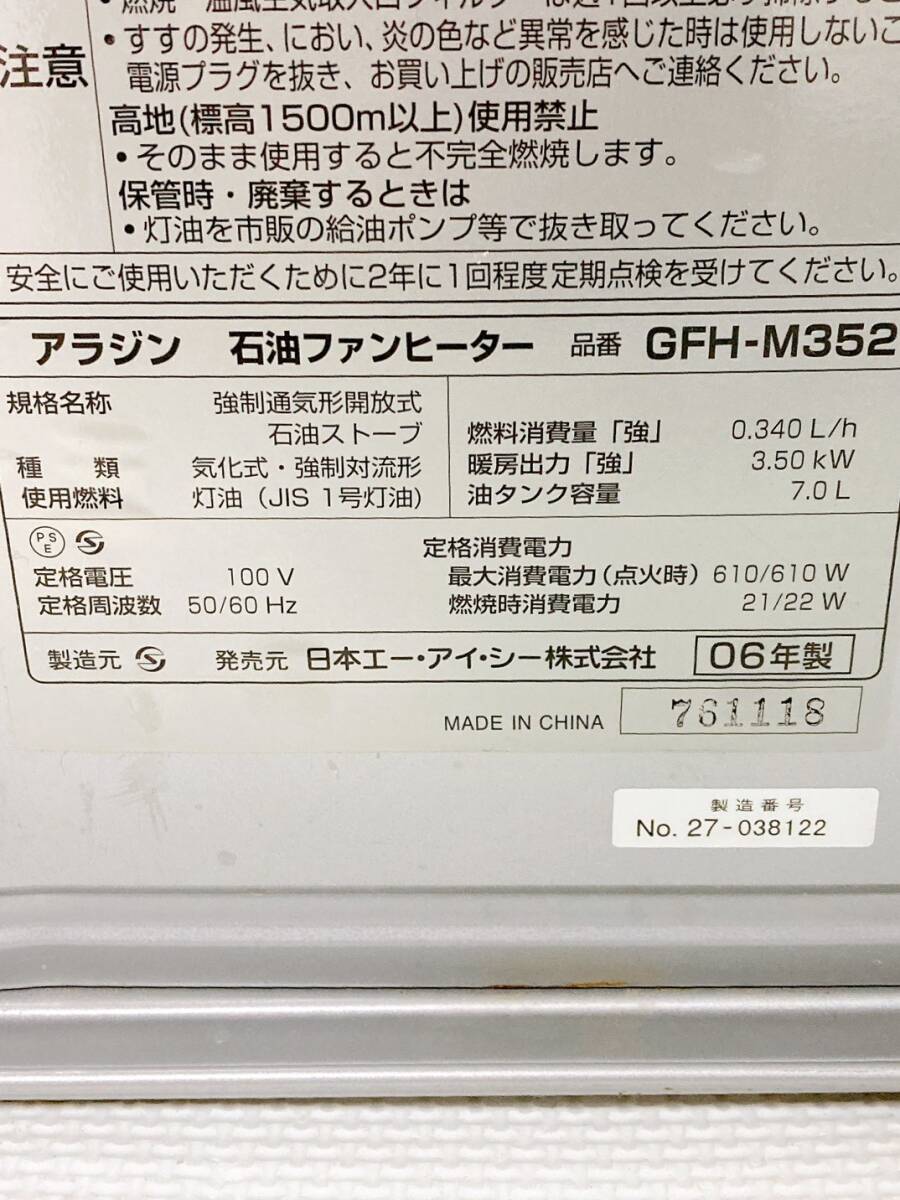 ・すすの発生、におい、炎の色など異常を感じた時は使用しないこ
注意
電源プラグを抜き、お買い上げの販売店へご連絡ください。
高地(標高1500m以上)使用禁止
・そのまま使用すると不完全燃焼します。
保管時・廃棄するときは
・灯油を市販の給油ポンプ等で抜き取ってください。
安全にご使用いただくために2年に1回程度定期点検を受けてください。
アラジン 石油ファンヒーター 品番 GFH-M352
規格名称 強制通気形開放式
石油ストーブ
種類 気化式・強制対流形
使用燃料 灯油(JIS 1号灯油)
燃料消費量「強」 0.340 L/h
暖房出力「強」 3.50 kW
油タンク容量 7.0 L
PSE
定格電圧 100 V
定格周波数 50/60 Hz
定格消費電力
最大消費電力(点火時) 610/610 W
燃焼時消費電力 21/22 W
製造元 発売元 日本エー・アイ・シー株式会社 06年製
MADE IN CHINA 761118
製造番号
No. 27-038122